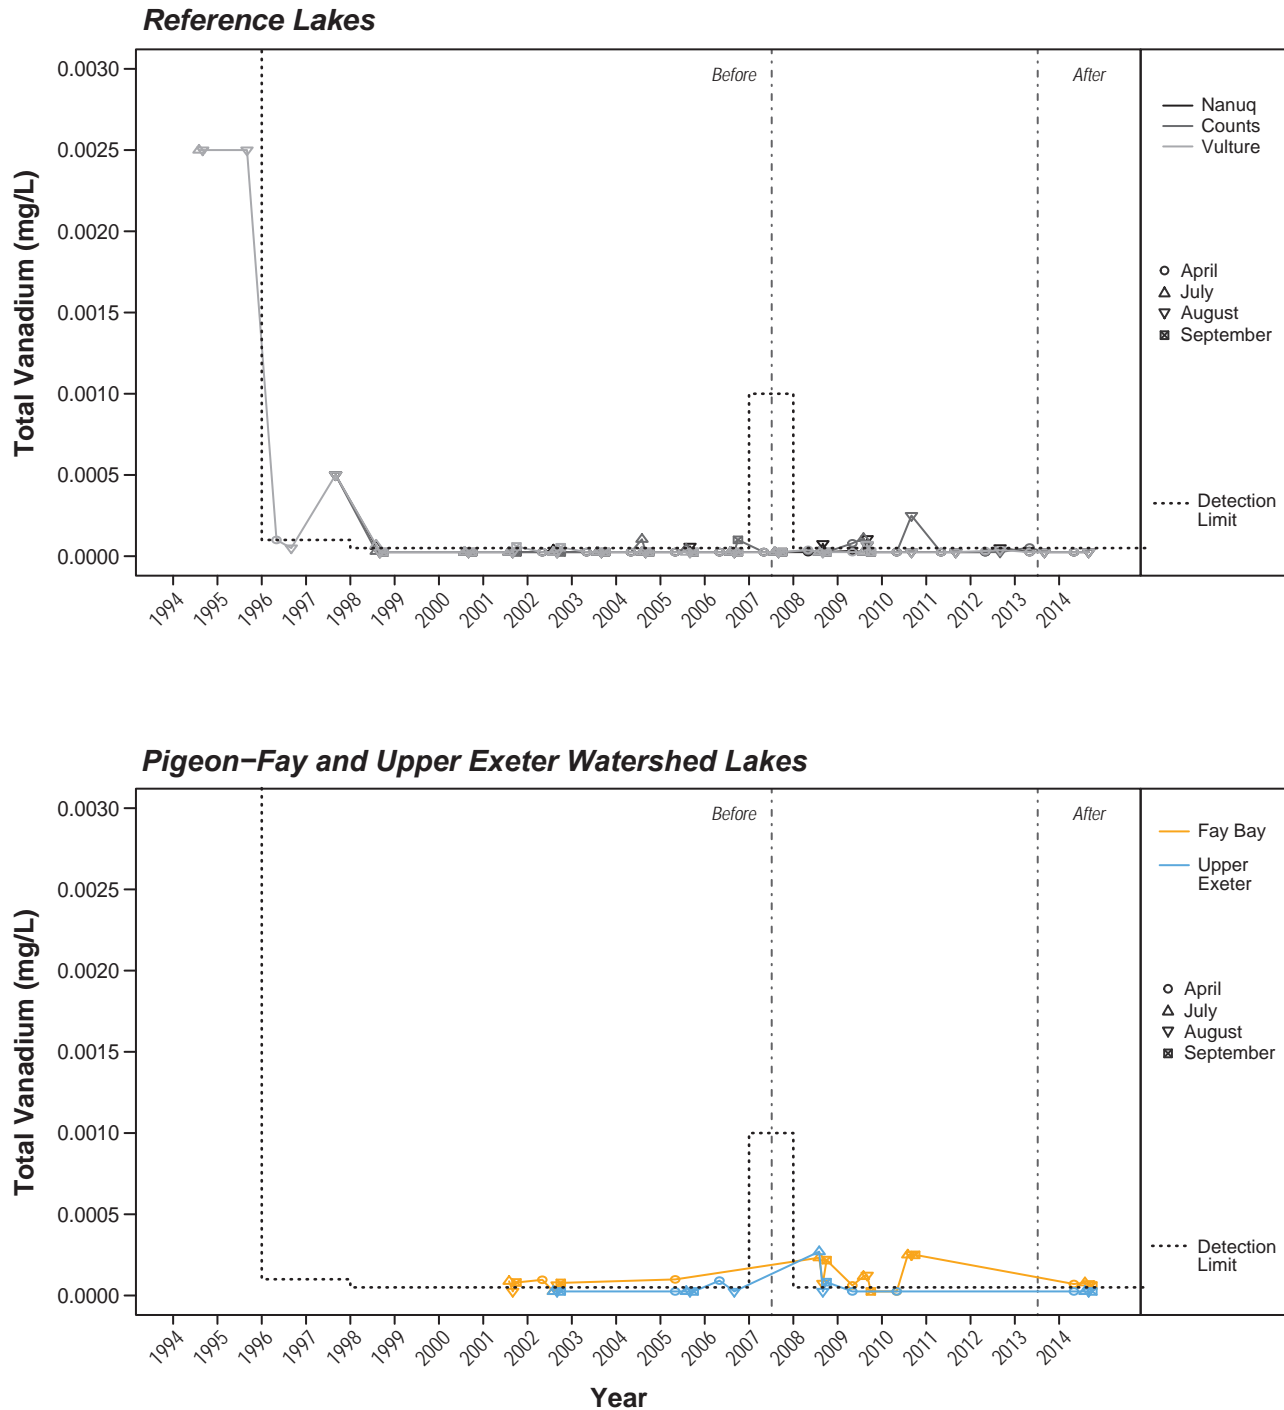 Reference Lakes
Total Vanadium (mg/L)
0.0030
0.0025
0.0020
0.0015
0.0010
0.0005
0.0000
Before
After
Nanuq
Counts
Vulture
April
July
August
September
Detection
Limit
1994 1995 1996 1997 1998 1999 2000 2001 2002 2003 2004 2005 2006 2007 2008 2009 2010 2011 2012 2013 2014
Pigeon−Fay and Upper Exeter Watershed Lakes
Total Vanadium (mg/L)
0.0030
0.0025
0.0020
0.0015
0.0010
0.0005
0.0000
Before
After
Fay Bay
Upper
Exeter
April
July
August
September
Detection
Limit
1994 1995 1996 1997 1998 1999 2000 2001 2002 2003 2004 2005 2006 2007 2008 2009 2010 2011 2012 2013 2014
Year